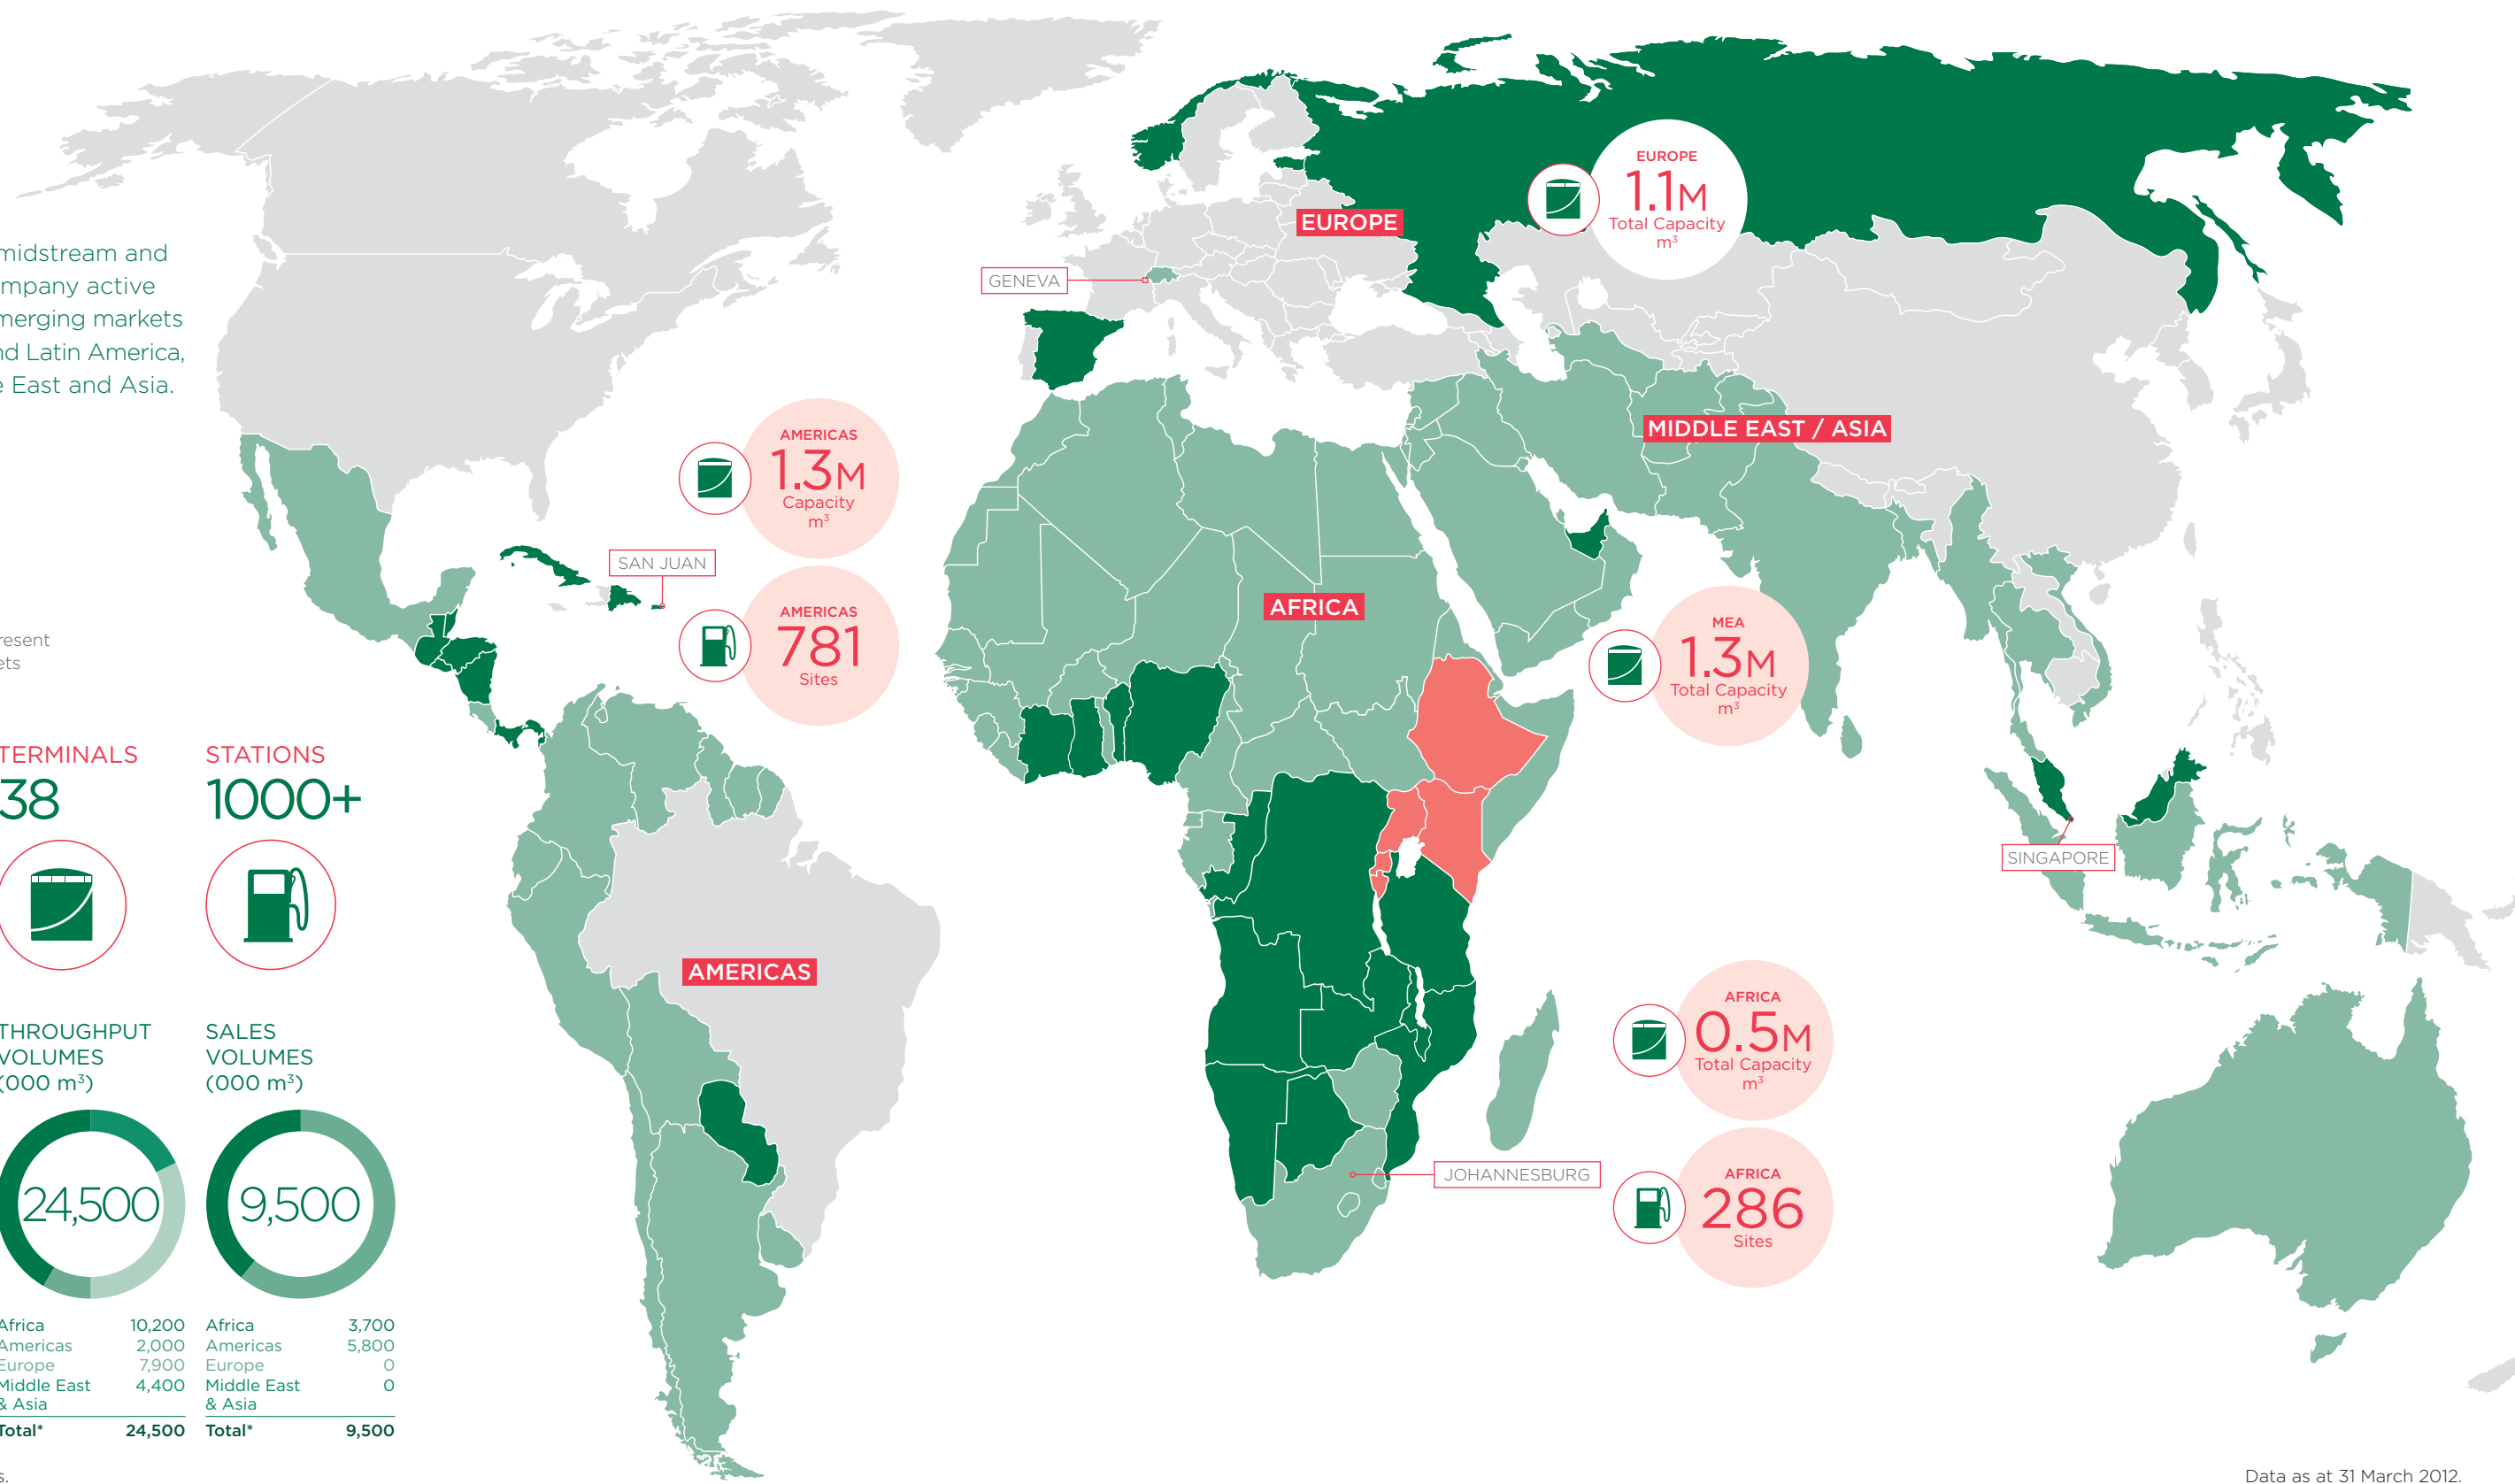 midstream and
active
markets
Latin America,
East and Asia.
TERMINALS
38
STATIONS
1000+
THROUGHPUT
VOLUMES
(000 m³)
24,500
Africa 10,200
Americas 2,000
Europe 7,900
Middle East 4,400
& Asia
Total* 24,500
SALES
VOLUMES
(000 m³)
9,500
Africa 3,700
Americas 5,800
Europe 0
Middle East 0
& Asia
Total* 9,500
AMERICAS
1.3M
Capacity
m³
SAN JUAN
AMERICAS
781
Sites
AMERICAS
GENEVA
EUROPE
EUROPE
1.1M
Total Capacity
m³
MIDDLE EAST / ASIA
AFRICA
MEA
1.3M
Total Capacity
m³
SINGAPORE
AFRICA
0.5M
Total Capacity
m³
JOHANNESBURG
AFRICA
286
Sites
Data as at 31 March 2012.